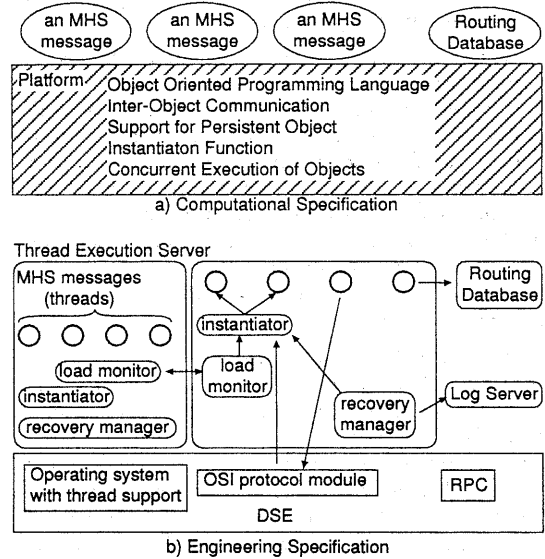 an MHS message
an MHS message
an MHS message
Routing Database
Platform
Object Oriented Programming Language
Inter-Object Communication
Support for Persistent Object
Instantiaton Function
Concurrent Execution of Objects
a) Computational Specification
Thread Execution Server
MHS messages
(threads)
load monitor
instantiator
recovery manager
instantiator
load
monitor
recovery
manager
Routing
Database
Log Server
Operating system
with thread support
OSI protocol module
RPC
DSE
b) Engineering Specification